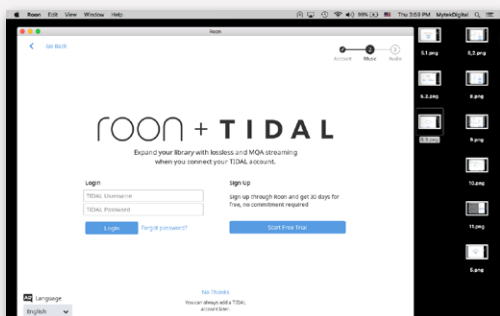 Roon Edit View Window Help
99% Thu 3:59 PM MytekDigital
Roon
Go Back
Account Music Audio
roon + TIDAL
Expand your library with lossless and MQA streaming
when you connect your TIDAL account.
Login
TIDAL Username
TIDAL Password
Login Forgot password?
Sign Up
Sign up through Roon and get 30 days for
free, no commitment required
Start Free Trial
No Thanks
You can always add a TIDAL
account later.
Language
English
5.1.png
8.png
9.png
10.png
11.png
6.png